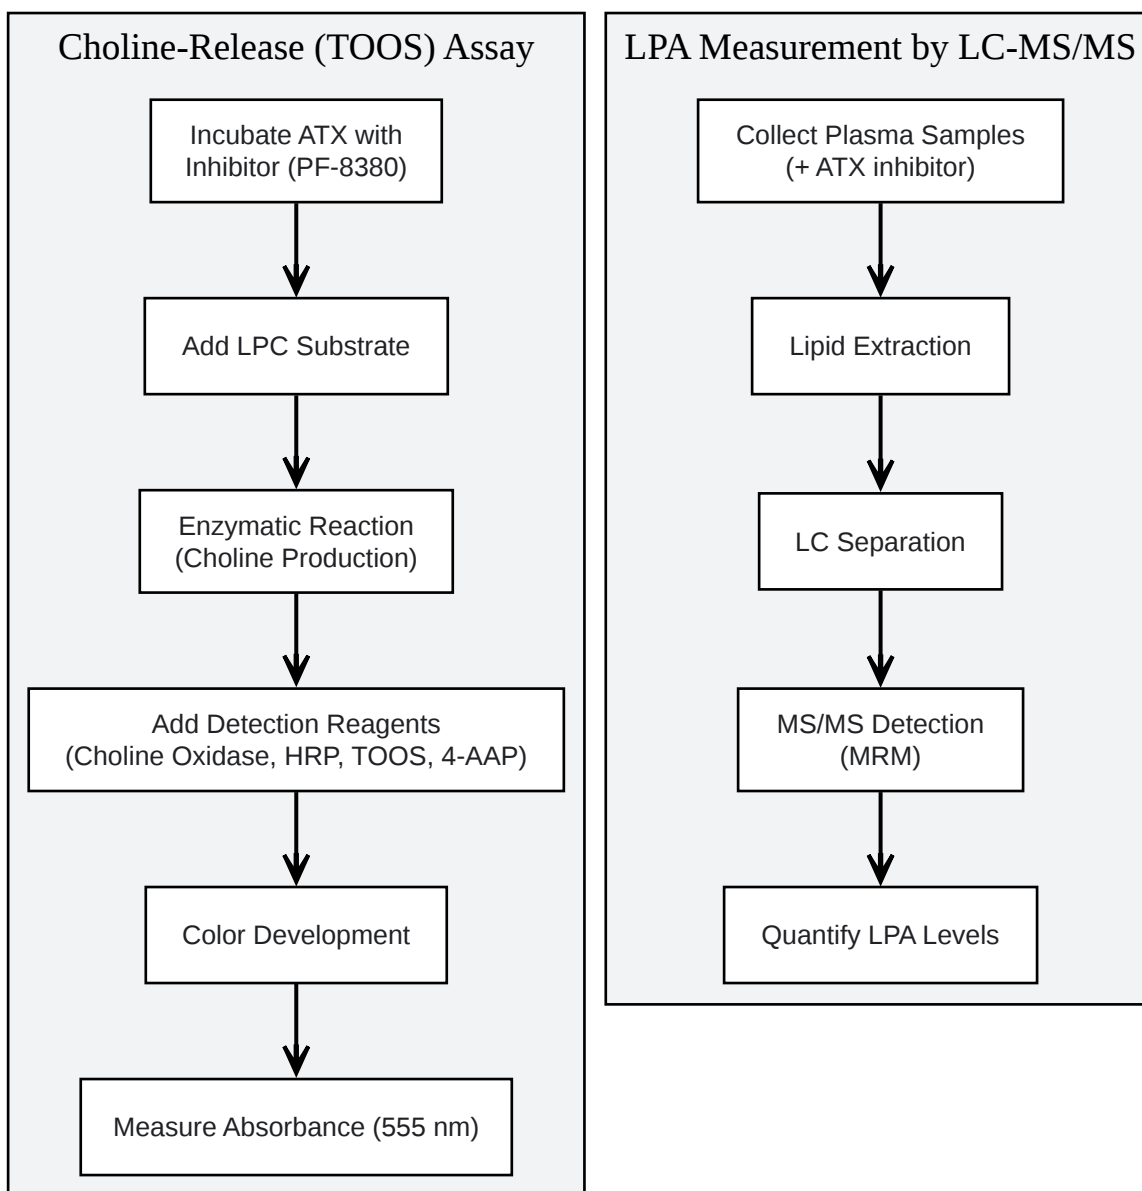 Choline-Release (TOOS) Assay
Incubate ATX with
Inhibitor (PF-8380)
Add LPC Substrate
Enzymatic Reaction
(Choline Production)
Add Detection Reagents
(Choline Oxidase, HRP, TOOS, 4-AAP)
Color Development
Measure Absorbance (555 nm)
LPA Measurement by LC-MS/MS
Collect Plasma Samples
(+ ATX inhibitor)
Lipid Extraction
LC Separation
MS/MS Detection
(MRM)
Quantify LPA Levels